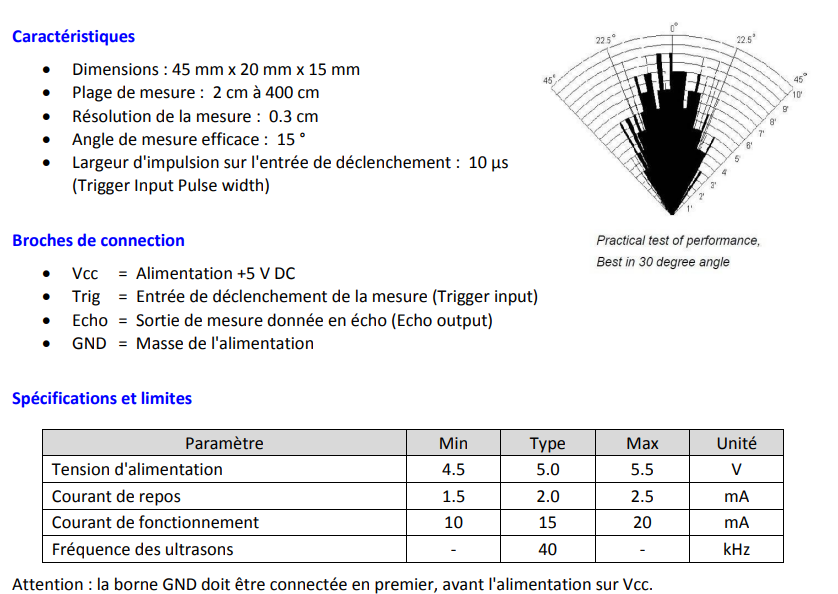 Caractéristiques
• Dimensions : 45 mm x 20 mm x 15 mm
• Plage de mesure : 2 cm à 400 cm
• Résolution de la mesure : 0.3 cm
• Angle de mesure efficace : 15 °
• Largeur d'impulsion sur l'entrée de déclenchement : 10 µs
(Trigger Input Pulse width)
0°
22.5° 22.5°
45° 45°
10'
9'
8'
7'
6'
5'
4'
2'
2'
1'
Practical test of performance,
Best in 30 degree angle
Broches de connection
• Vcc = Alimentation +5 V DC
• Trig = Entrée de déclenchement de la mesure (Trigger input)
• Echo = Sortie de mesure donnée en écho (Echo output)
• GND = Masse de l'alimentation
Spécifications et limites
Paramètre Min Type Max Unité
Tension d'alimentation 4.5 5.0 5.5 V
Courant de repos 1.5 2.0 2.5 mA
Courant de fonctionnement 10 15 20 mA
Fréquence des ultrasons - 40 - kHz
Attention : la borne GND doit être connectée en premier, avant l'alimentation sur Vcc.